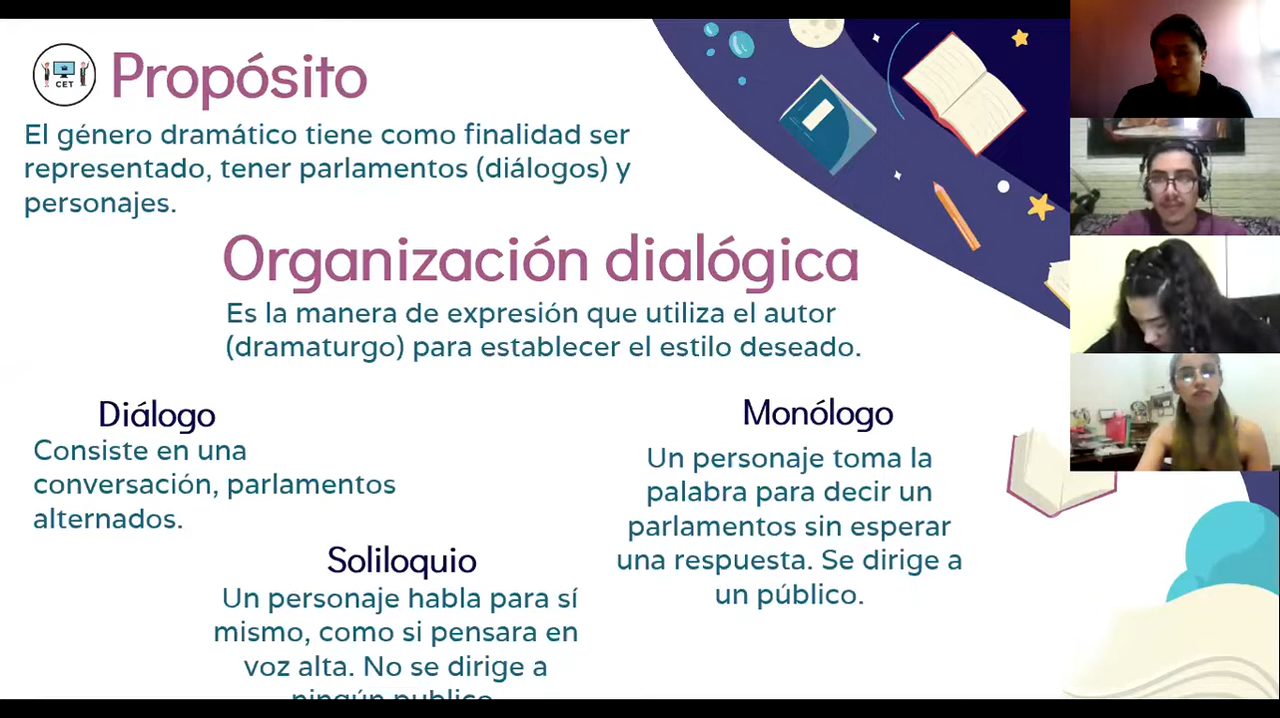 CET
Propósito
El género dramático tiene como finalidad ser
representado, tener parlamentos (diálogos) y
personajes.
Organización dialógica
Es la manera de expresión que utiliza el autor
(dramaturgo) para establecer el estilo deseado.
Diálogo
Consiste en una
conversación, parlamentos
alternados.
Soliloquio
Un personaje habla para sí
mismo, como si pensara en
voz alta. No se dirige a
ningún publico
Monólogo
Un personaje toma la
palabra para decir un
parlamentos sin esperar
una respuesta. Se dirige a
un público.